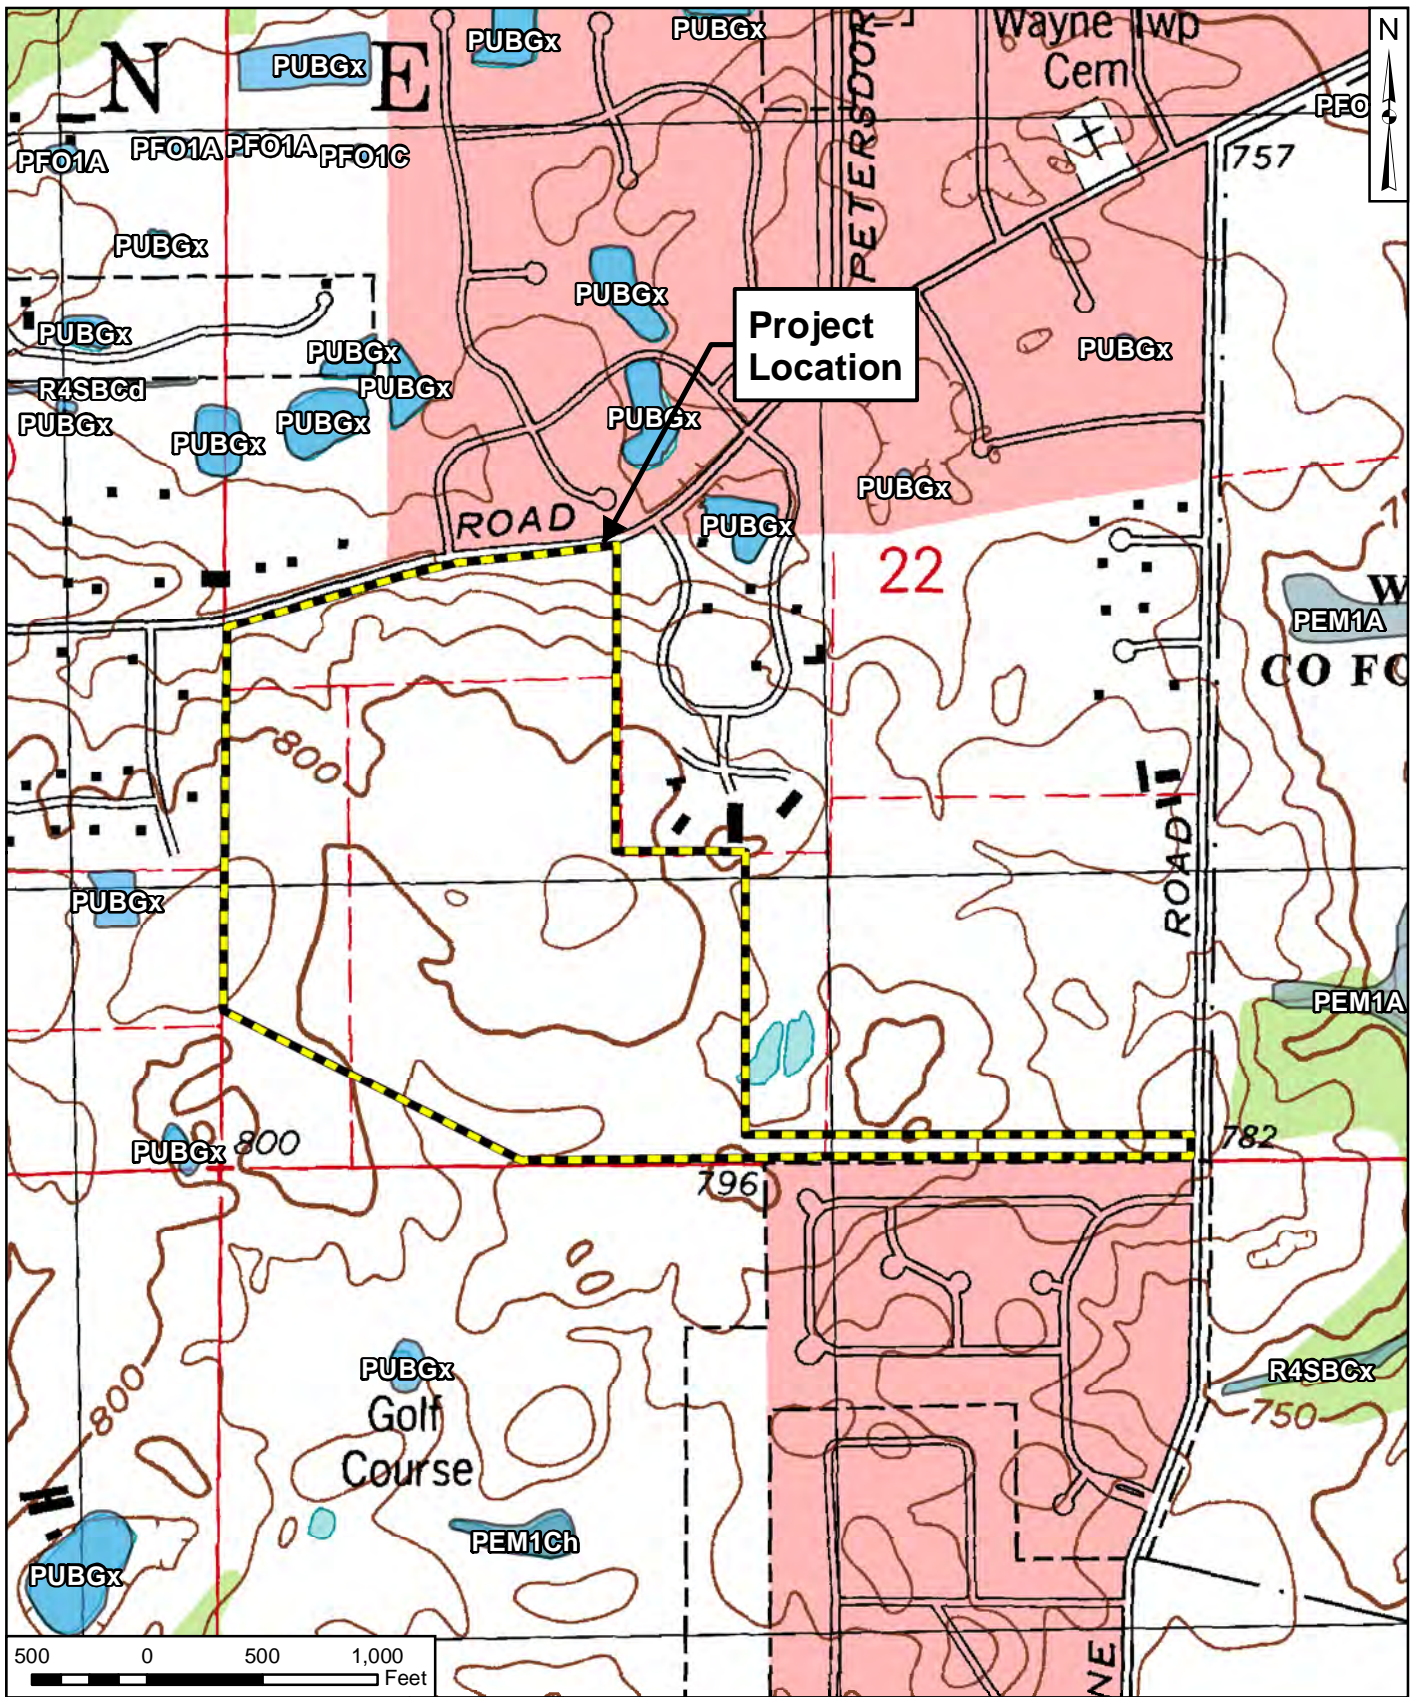 PUBGx
PUBGx
Wayne Twp
Cem
N
N E
PUBGx
PETERSDOR
PFO
PFO1A
PFO1A
PFO1A
PFO1C
757
PUBGx
PUBGx
Project
Location
PUBGx
PUBGx
PUBGx
PUBGx
R4SBCd
PUBGx
PUBGx
PUBGx
PUBGx
PUBGx
PUBGx
ROAD
PUBGx
22
W
PEM1A
CO FO
800
ROAD
PUBGx
PEM1A
PUBGx
800
782
796
PUBGx
R4SBCx
750
800
Golf
Course
PEM1Ch
PUBGx
NE
500 0 500 1,000
Feet